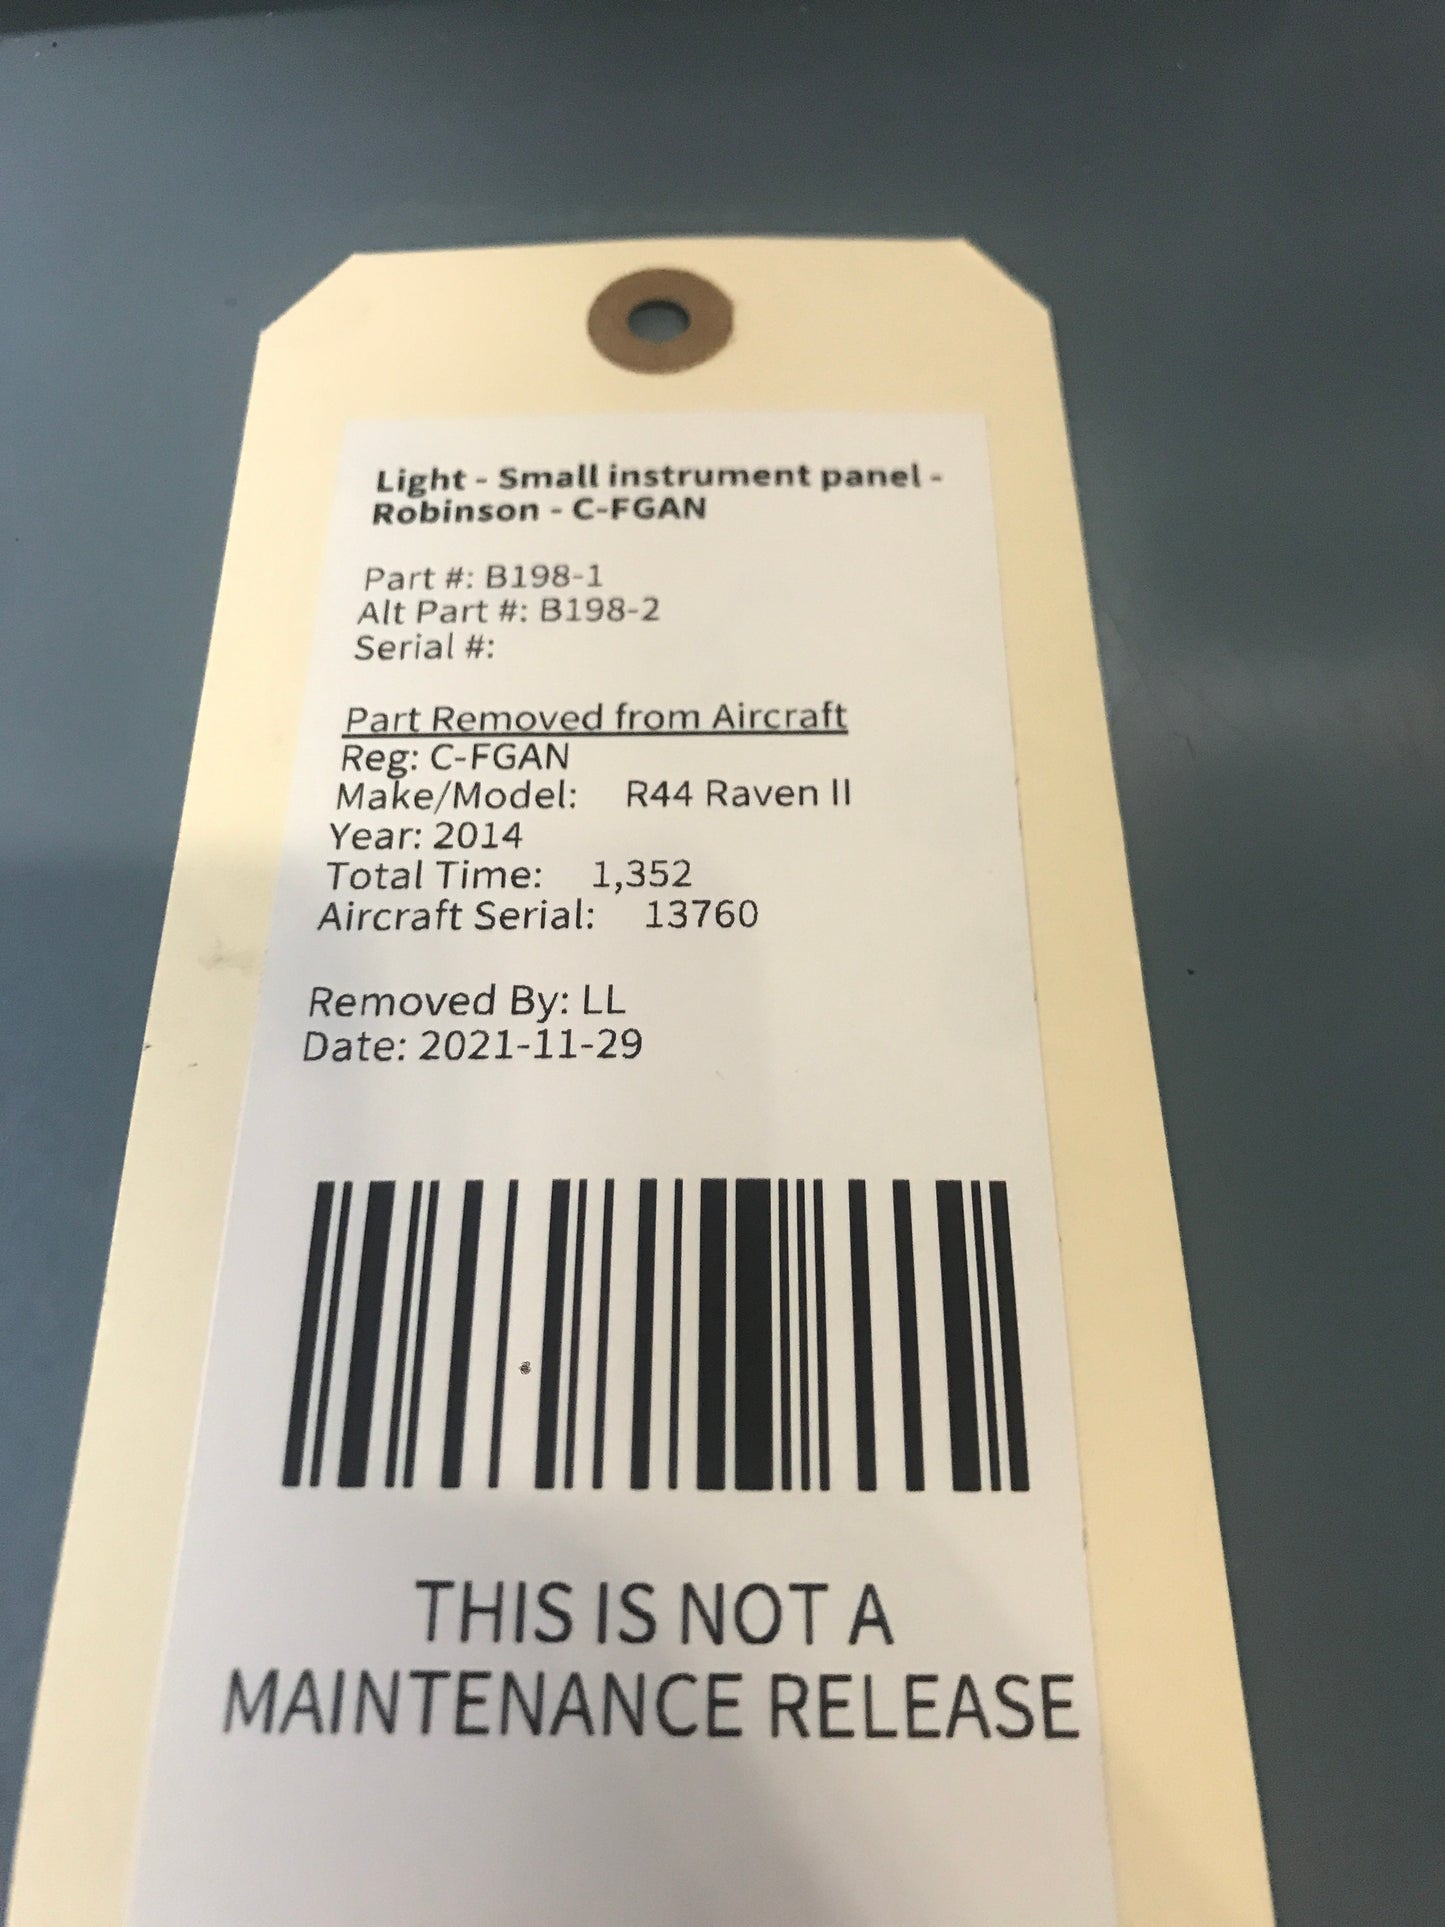 Light - Small instrument panel -
Robinson - C-FGAN
Part #: B198-1
Alt Part #: B198-2
Serial #:
Part Removed from Aircraft
Reg: C-FGAN
Make/Model: R44 Raven II
Year: 2014
Total Time: 1,352
Aircraft Serial: 13760
Removed By: LL
Date: 2021-11-29
THIS IS NOT A
MAINTENANCE RELEASE